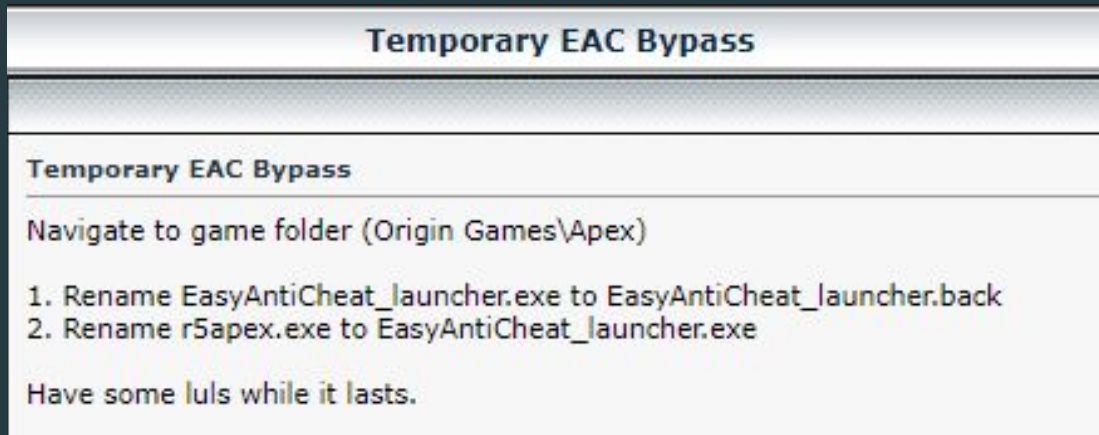 Temporary EAC Bypass
Temporary EAC Bypass
Navigate to game folder (Origin Games\Apex)
1. Rename EasyAntiCheat_launcher.exe to EasyAntiCheat_launcher.back
2. Rename r5apex.exe to EasyAntiCheat_launcher.exe
Have some luls while it lasts.